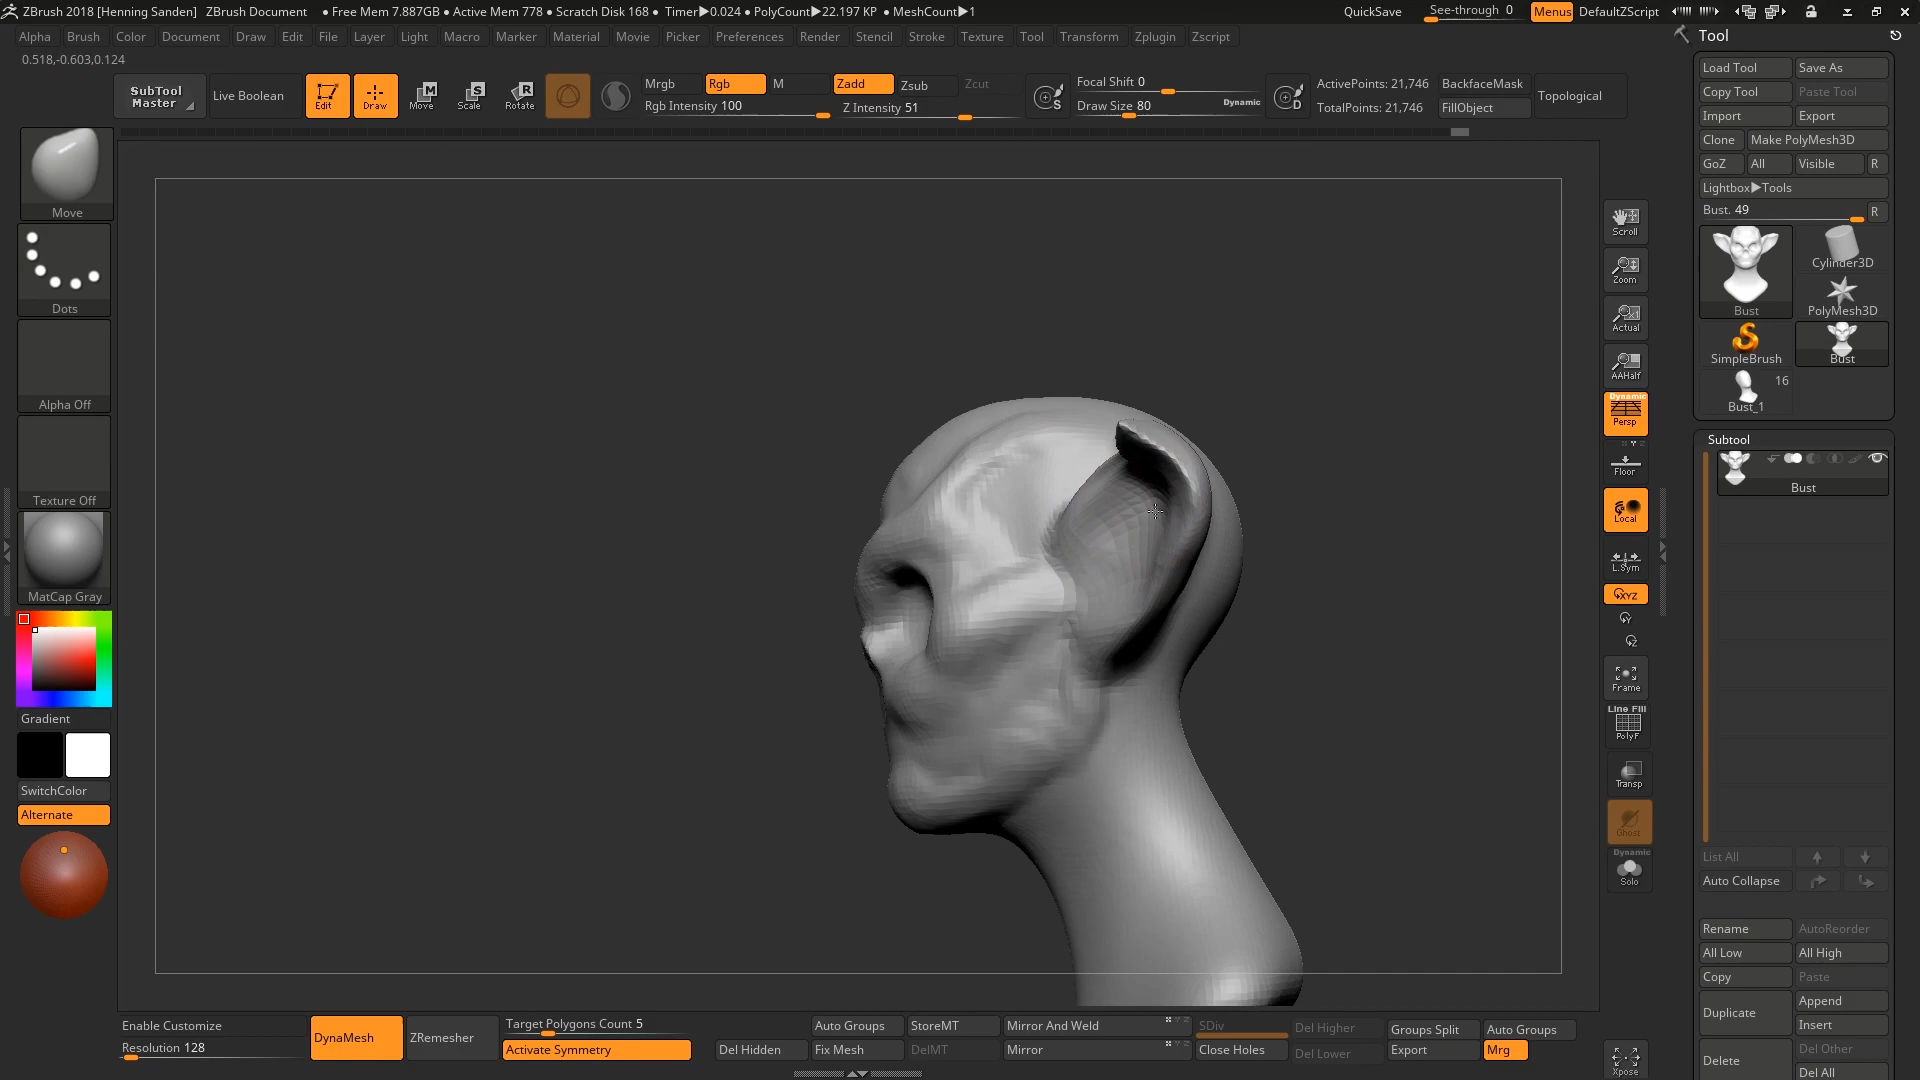 ZBrush 2018 [Henning Sanden] ZBrush Document • Free Mem 7.887GB • Active Mem 778 • Scratch Disk 168 • Timer▶0.024 • PolyCount▶22.197 KP • MeshCount▶1 QuickSave See-through 0 Menus DefaultZScript
Alpha Brush Color Document Draw Edit File Layer Light Macro Marker Material Movie Picker Preferences Render Stencil Stroke Texture Tool Transform Zplugin Zscript
0.518,-0.603,0.124
SubTool Master
Live Boolean
Edit
Draw
Move
Scale
Rotate
Mrgb Rgb M Zadd Zsub Zcut
Rgb Intensity 100 Z Intensity 51
Focal Shift 0
Draw Size 80 Dynamic
S
D
ActivePoints: 21,746
TotalPoints: 21,746
BackfaceMask
FillObject
Topological
Move
Dots
Alpha Off
Texture Off
MatCap Gray
Gradient
SwitchColor
Alternate
Scroll
Zoom
Actual
AAHalf
Dynamic
Persp
Floor
Local
L.Sym
XYZ
Frame
Line Fill
PolyF
Transp
Ghost
Dynamic
Solo
Xpose
Tool
Load Tool Save As
Copy Tool Paste Tool
Import Export
Clone Make PolyMesh3D
GoZ All Visible R
Lightbox▶Tools
Bust. 49 R
Bust
Cylinder3D
PolyMesh3D
SimpleBrush
Bust
16
Bust_1
Subtool
Bust
List All
Auto Collapse
Rename AutoReorder
All Low All High
Copy Paste
Duplicate
Append
Insert
Delete
Del Other
Del All
Enable Customize
Resolution 128
DynaMesh
ZRemesher
Target Polygons Count 5
Activate Symmetry
Del Hidden
Auto Groups
Fix Mesh
StoreMT
DelMT
Mirror And Weld
Mirror
SDiv
Close Holes
Del Higher
Del Lower
Groups Split
Export
Auto Groups
Mrg